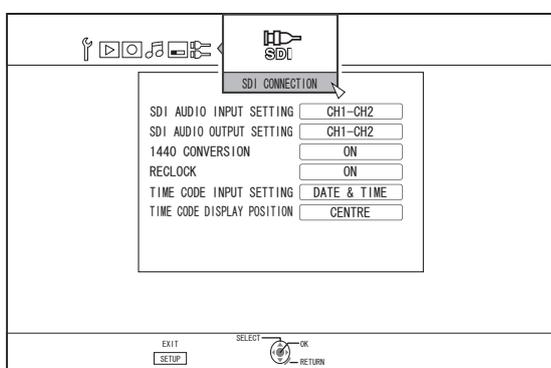 SDI
SDI CONNECTION
SDI AUDIO INPUT SETTING CH1-CH2
SDI AUDIO OUTPUT SETTING CH1-CH2
1440 CONVERSION ON
RECLOCK ON
TIME CODE INPUT SETTING DATE & TIME
TIME CODE DISPLAY POSITION CENTRE
EXIT
SETUP
SELECT
OK
RETURN